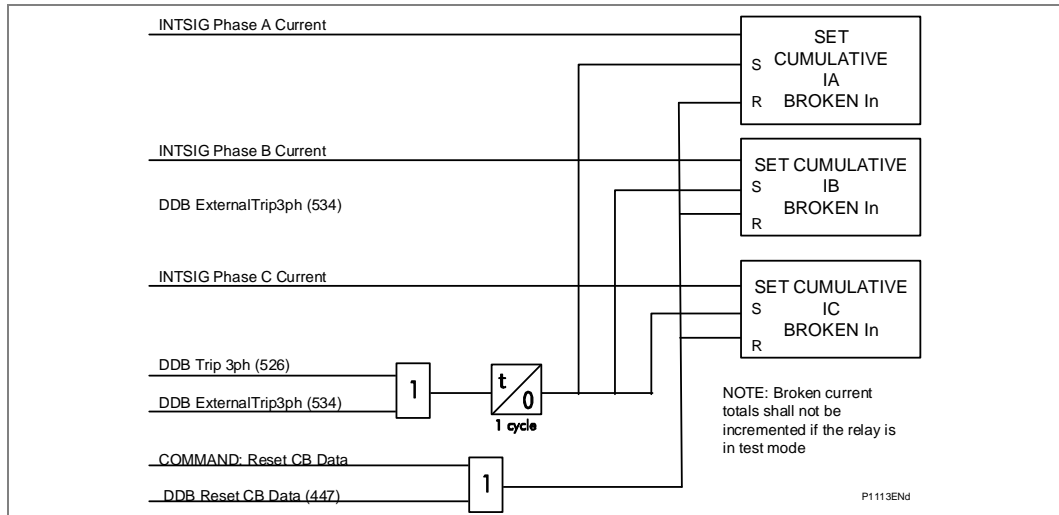 INTSIG Phase A Current
SET
CUMULATIVE
S
IA
R
BROKEN In
INTSIG Phase B Current
SET CUMULATIVE
S
IB
DDB ExternalTrip3ph (534)
BROKEN In
R
INTSIG Phase C Current
SET CUMULATIVE
S
IC
BROKEN In
R
DDB Trip 3ph (526)
1
t
0
DDB ExternalTrip3ph (534)
1 cycle
NOTE: Broken current
totals shall not be
incremented if the relay is
in test mode
COMMAND: Reset CB Data
1
DDB Reset CB Data (447)
P1113ENd